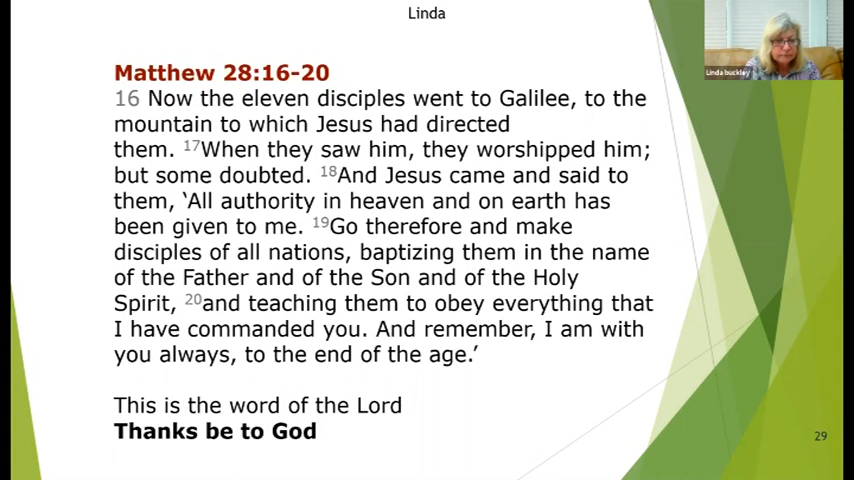 Linda
Linda buckley
Matthew 28:16-20
16 Now the eleven disciples went to Galilee, to the
mountain to which Jesus had directed
them. 17When they saw him, they worshipped him;
but some doubted. 18And Jesus came and said to
them, ‘All authority in heaven and on earth has
been given to me. 19Go therefore and make
disciples of all nations, baptizing them in the name
of the Father and of the Son and of the Holy
Spirit, 20and teaching them to obey everything that
I have commanded you. And remember, I am with
you always, to the end of the age.’
This is the word of the Lord
Thanks be to God
29